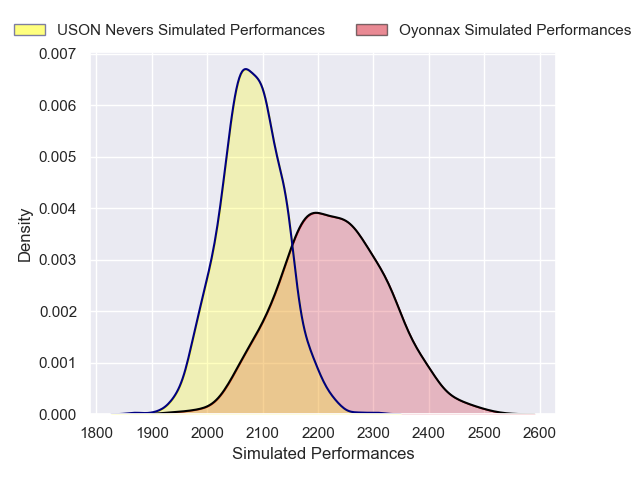 USON Nevers Simulated Performances Oyonnax Simulated Performances
0.007
0.006
0.005
0.004
0.003
0.002
0.001
0.000
Density
1800 1900 2000 2100 2200 2300 2400 2500 2600
Simulated Performances